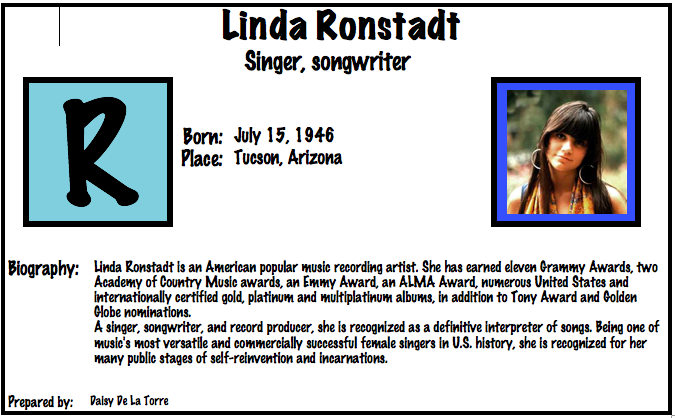 Linda Ronstadt
Singer, songwriter
R
Born: July 15, 1946
Place: Tucson, Arizona
Biography: Linda Ronstadt is an American popular music recording artist. She has earned eleven Grammy Awards, two
Academy of Country Music awards, an Emmy Award, an ALMA Award, numerous United States and
internationally certified gold, platinum and multiplatinum albums, in addition to Tony Award and Golden
Globe nominations.
A singer, songwriter, and record producer, she is recognized as a definitive interpreter of songs. Being one of
music's most versatile and commercially successful female singers in U.S. history, she is recognized for her
many public stages of self-reinvention and incarnations.
Prepared by: Daisy De La Torre